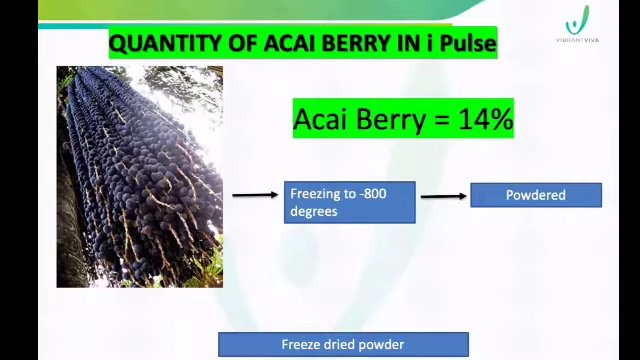 VIBRANT VIVA
QUANTITY OF ACAI BERRY IN i Pulse
Acai Berry = 14%
Freezing to -800
degrees
Powdered
Freeze dried powder